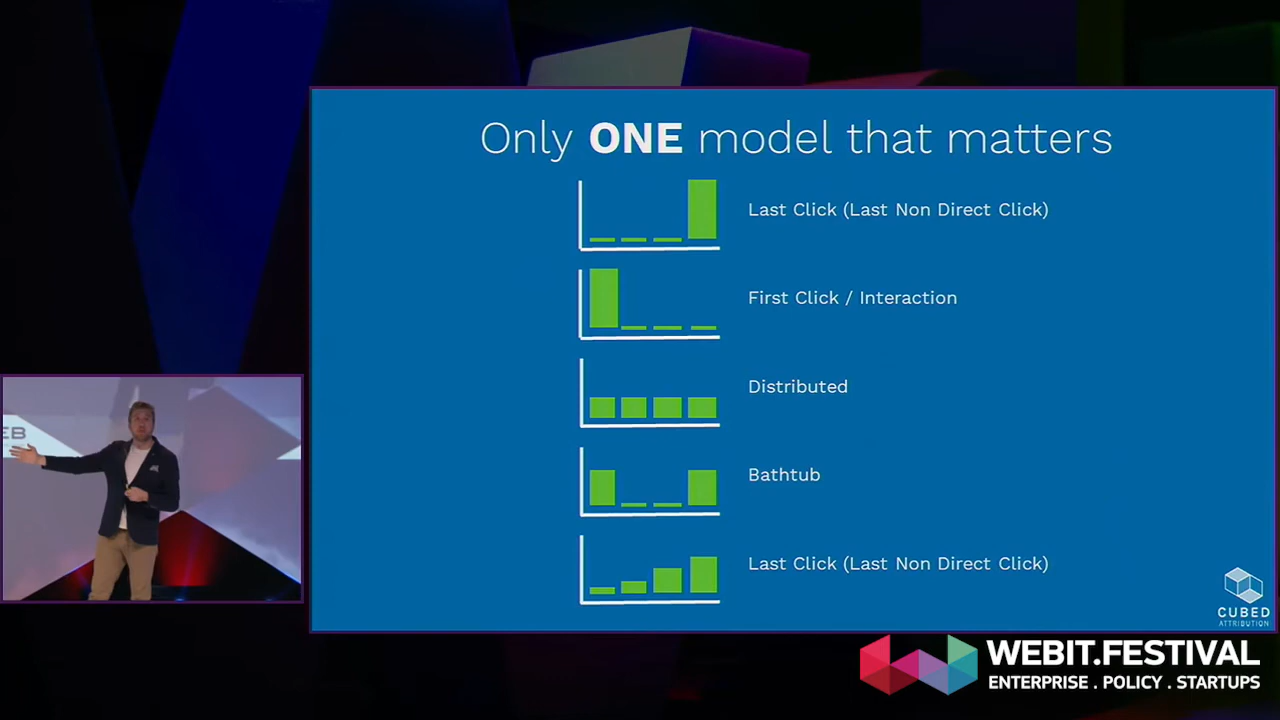 Only ONE model that matters
Last Click (Last Non Direct Click)
First Click / Interaction
Distributed
Bathtub
Last Click (Last Non Direct Click)
EB
CUBED
ATTRIBUTION
WEBIT.FESTIVAL
ENTERPRISE . POLICY . STARTUPS